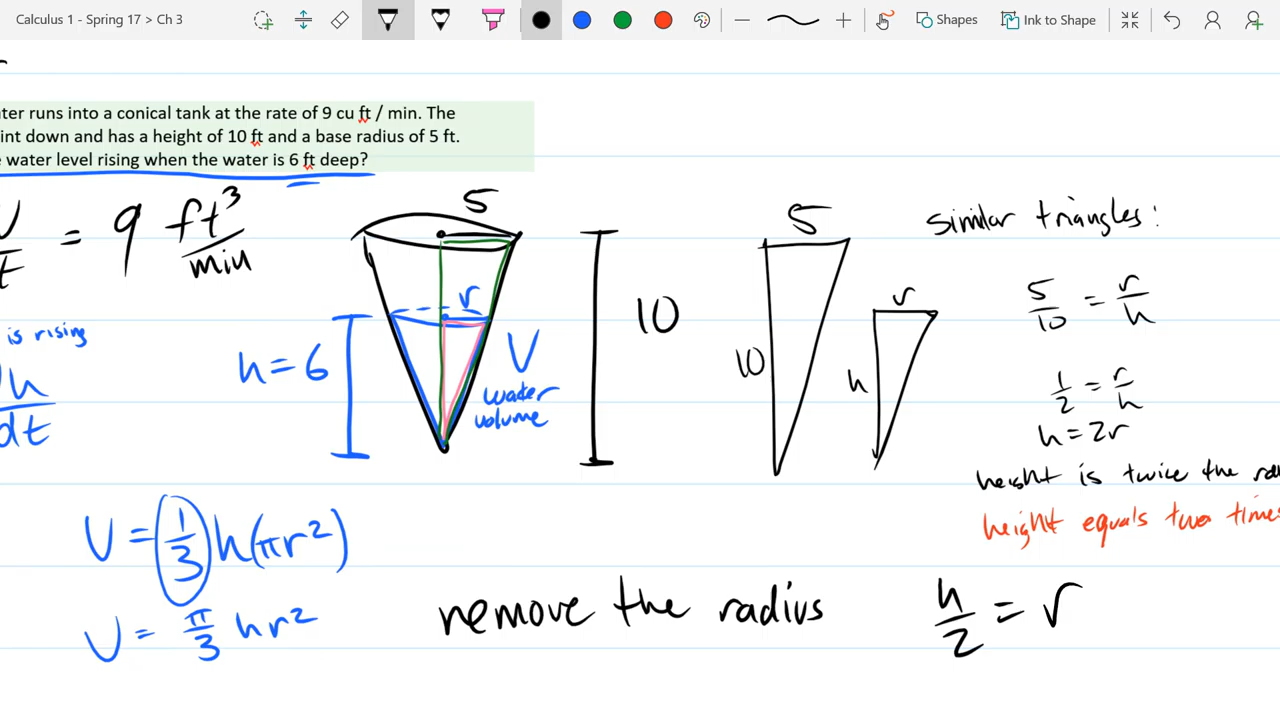 Calculus 1 - Spring 17 > Ch 3
Shapes
Ink to Shape
ter runs into a conical tank at the rate of 9 cu ft / min. The
int down and has a height of 10 ft and a base radius of 5 ft.
e water level rising when the water is 6 ft deep?
= 9 ft³/min
is rising
dt
h = 6
5
r
V
water
volume
10
5
10
r
h
similar triangles:
5/10 = r/h
1/2 = r/h
h = 2r
height is twice the ra
height equals two times
V = (1/3) h(πr²)
V = π/3 hr²
remove the radius
h/2 = r